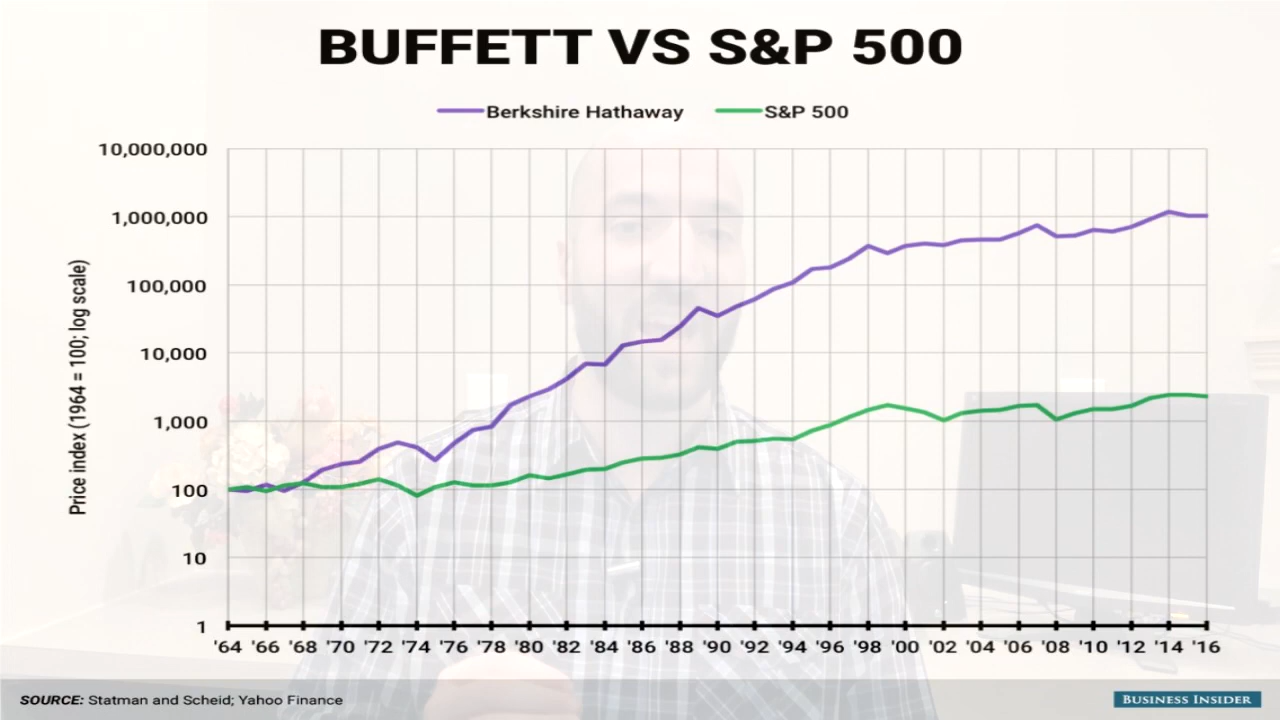 BUFFETT VS S&P 500
Berkshire Hathaway S&P 500
10,000,000
1,000,000
100,000
10,000
1,000
100
10
1
Price index (1964 = 100; log scale)
'64 '66 '68 '70 '72 '74 '76 '78 '80 '82 '84 '86 '88 '90 '92 '94 '96 '98 '00 '02 '04 '06 '08 '10 '12 '14 '16
SOURCE: Statman and Scheid; Yahoo Finance
BUSINESS INSIDER